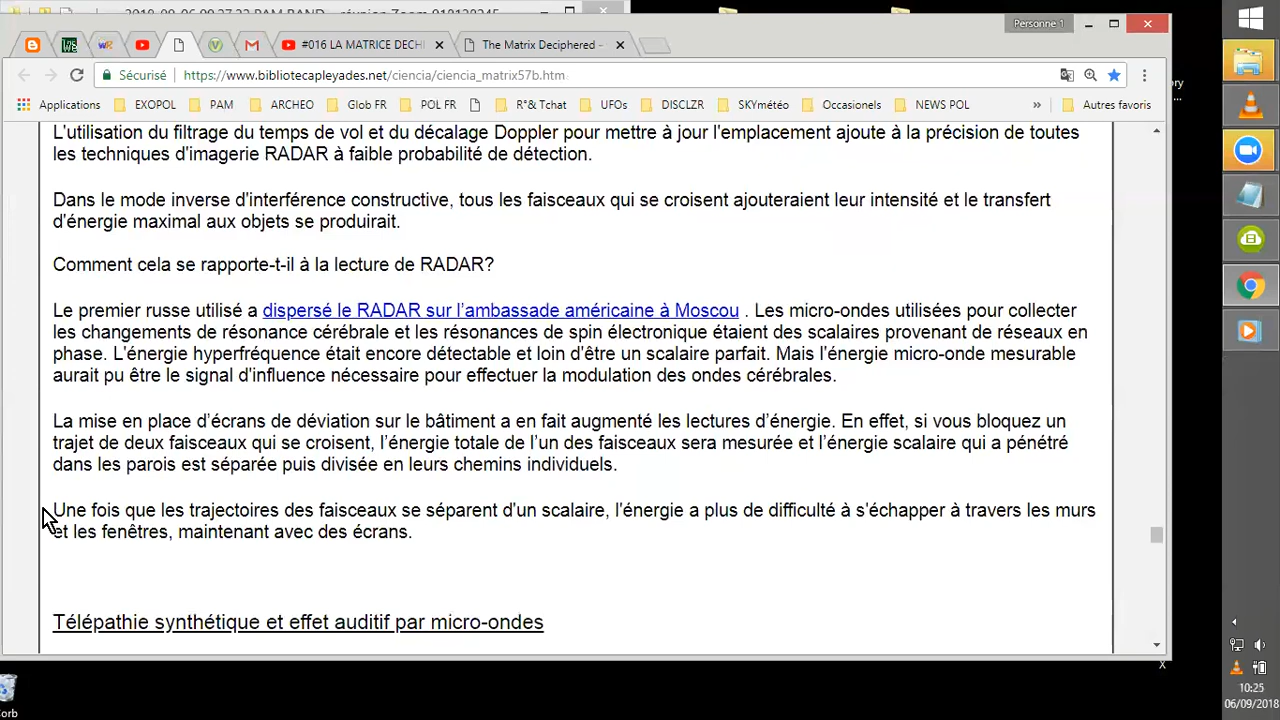 Personne 1
#016 LA MATRICE DECHI
The Matrix Deciphered -
Sécurisé https://www.bibliotecapleyades.net/ciencia/ciencia_matrix57b.htm
Applications EXOPOL PAM ARCHEO Glob FR POL FR R°& Tchat UFOs DISCLZR SKYmétéo Occasionels NEWS POL » Autres favoris
L'utilisation du filtrage du temps de vol et du décalage Doppler pour mettre à jour l'emplacement ajoute à la précision de toutes
les techniques d'imagerie RADAR à faible probabilité de détection.
Dans le mode inverse d'interférence constructive, tous les faisceaux qui se croisent ajouteraient leur intensité et le transfert
d'énergie maximal aux objets se produirait.
Comment cela se rapporte-t-il à la lecture de RADAR?
Le premier russe utilisé a dispersé le RADAR sur l’ambassade américaine à Moscou . Les micro-ondes utilisées pour collecter
les changements de résonance cérébrale et les résonances de spin électronique étaient des scalaires provenant de réseaux en
phase. L'énergie hyperfréquence était encore détectable et loin d'être un scalaire parfait. Mais l'énergie micro-onde mesurable
aurait pu être le signal d'influence nécessaire pour effectuer la modulation des ondes cérébrales.
La mise en place d’écrans de déviation sur le bâtiment a en fait augmenté les lectures d’énergie. En effet, si vous bloquez un
trajet de deux faisceaux qui se croisent, l’énergie totale de l’un des faisceaux sera mesurée et l’énergie scalaire qui a pénétré
dans les parois est séparée puis divisée en leurs chemins individuels.
Une fois que les trajectoires des faisceaux se séparent d'un scalaire, l'énergie a plus de difficulté à s'échapper à travers les murs
et les fenêtres, maintenant avec des écrans.
Télépathie synthétique et effet auditif par micro-ondes
10:25
06/09/2018